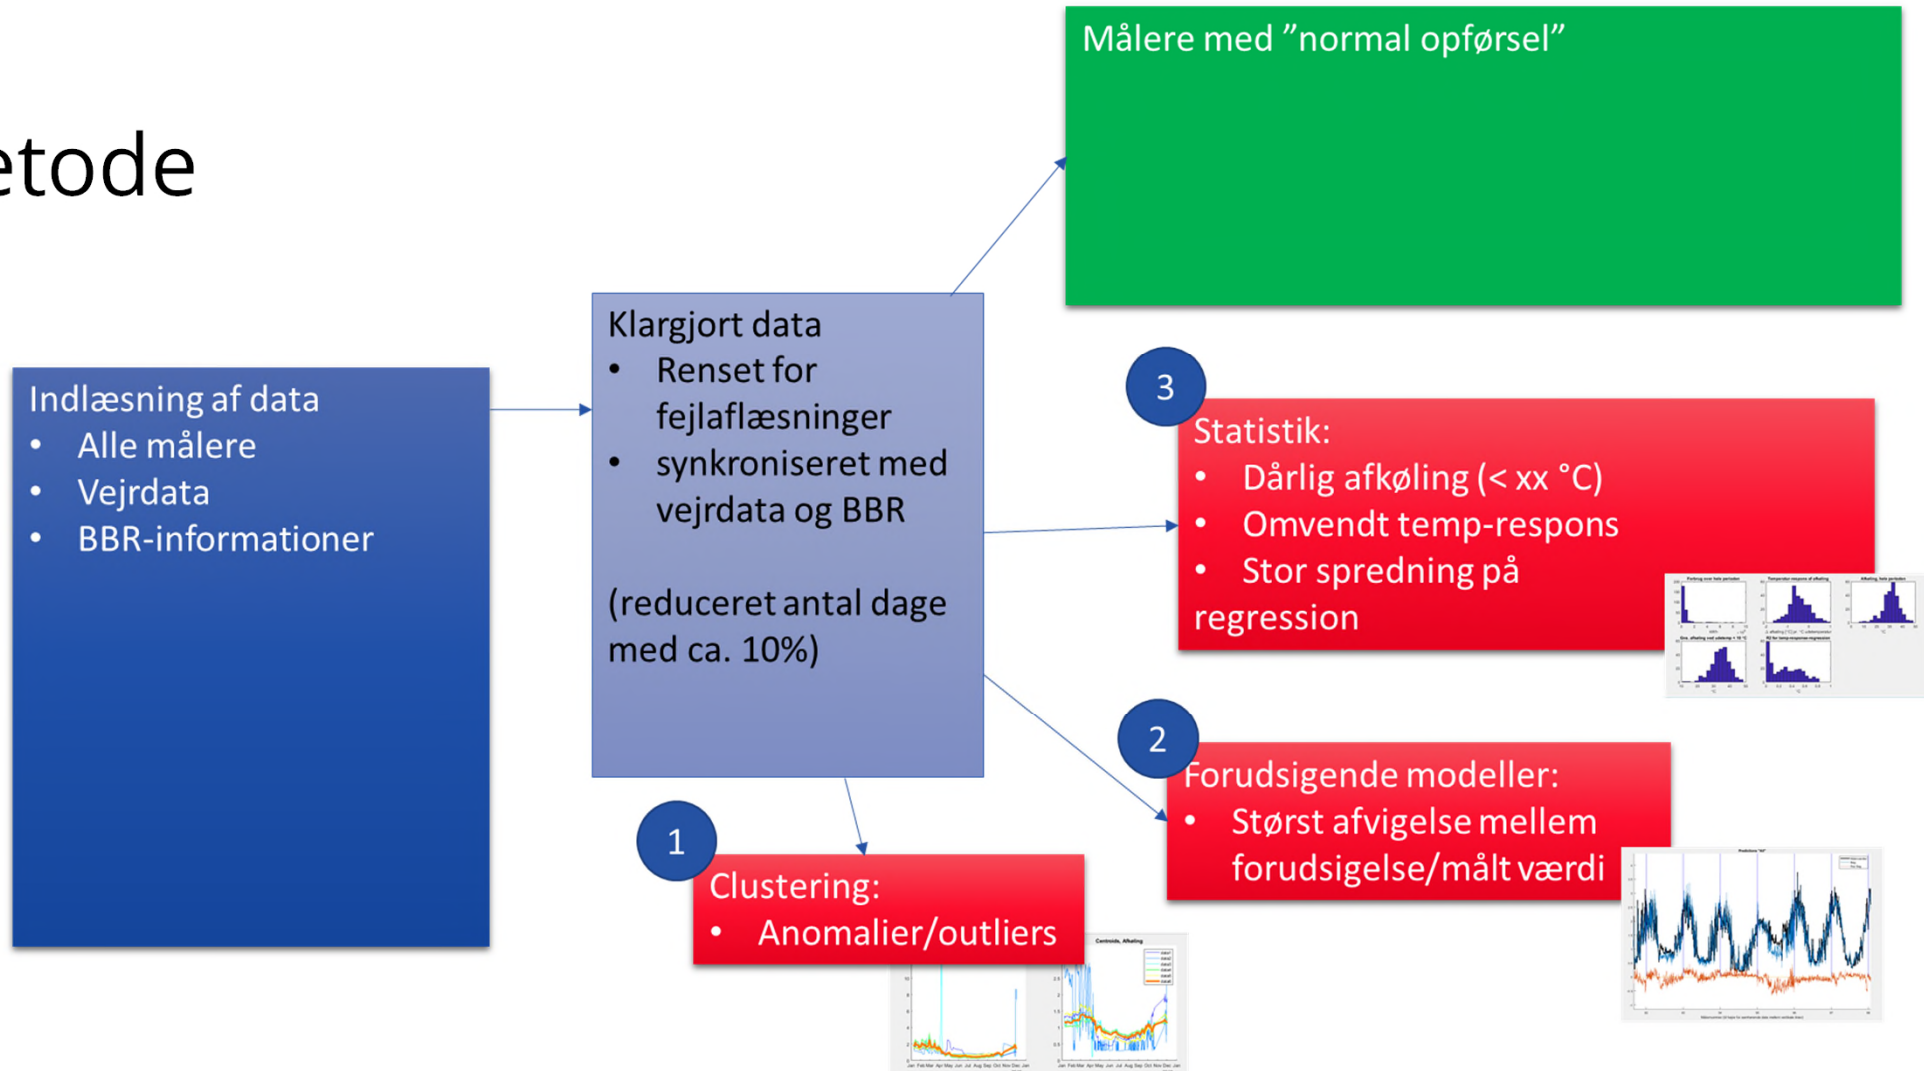 etode
Målere med ”normal opførsel”
Indlæsning af data
• Alle målere
• Vejrdata
• BBR-informationer
Klargjort data
• Renset for
fejlaflæsninger
• synkroniseret med
vejrdata og BBR
(reduceret antal dage
med ca. 10%)
3
Statistik:
• Dårlig afkøling (< xx °C)
• Omvendt temp-respons
• Stor spredning på
regression
2
Forudsigende modeller:
• Størst afvigelse mellem
forudsigelse/målt værdi
1
Clustering:
• Anomalier/outliers
Centroids, Afkøling